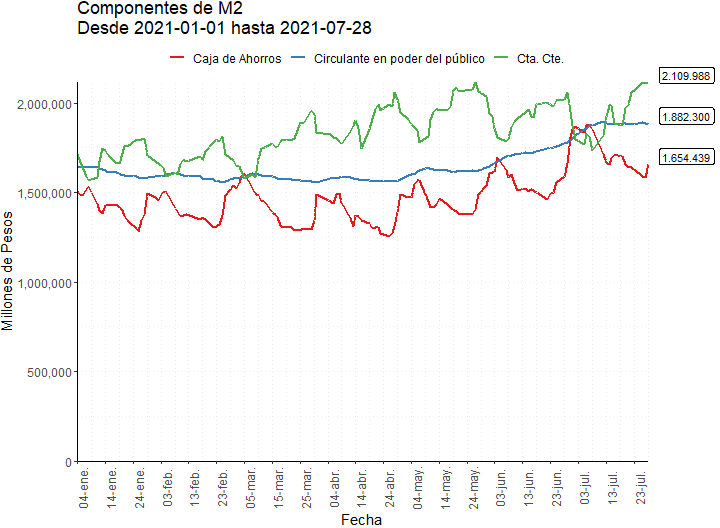 Componentes de M2
Desde 2021-01-01 hasta 2021-07-28
Caja de Ahorros Circulante en poder del público Cta. Cte.
2.109.988
1.882.300
1.654.439
2,000,000
1,500,000
1,000,000
500,000
0
Millones de Pesos
04-ene.
14-ene.
24-ene.
03-feb.
13-feb.
23-feb.
05-mar.
15-mar.
25-mar.
04-abr.
14-abr.
24-abr.
04-may.
14-may.
24-may.
03-jun.
13-jun.
23-jun.
03-jul.
13-jul.
23-jul.
Fecha